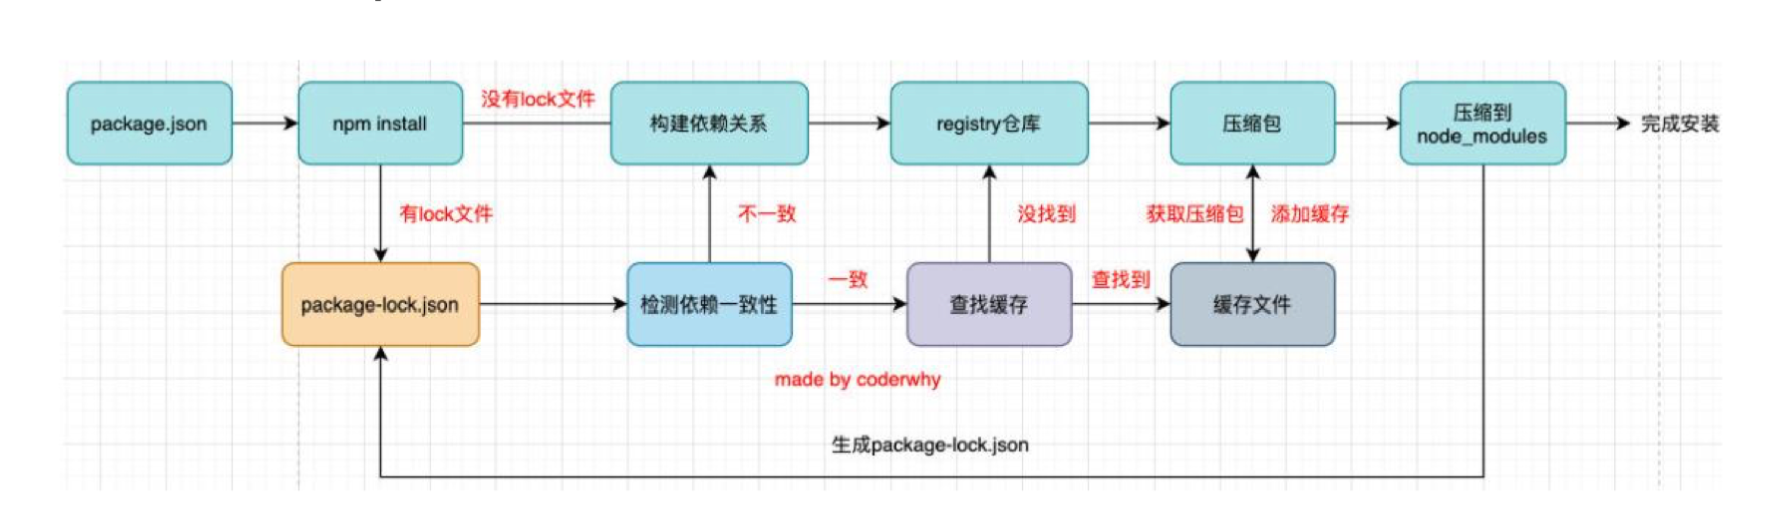 package.json
npm install
没有lock文件
构建依赖关系
registry仓库
压缩包
压缩到
node_modules
完成安装
有lock文件
不一致
没找到
获取压缩包
添加缓存
package-lock.json
检测依赖一致性
一致
查找缓存
查找到
缓存文件
made by coderwhy
生成package-lock.json